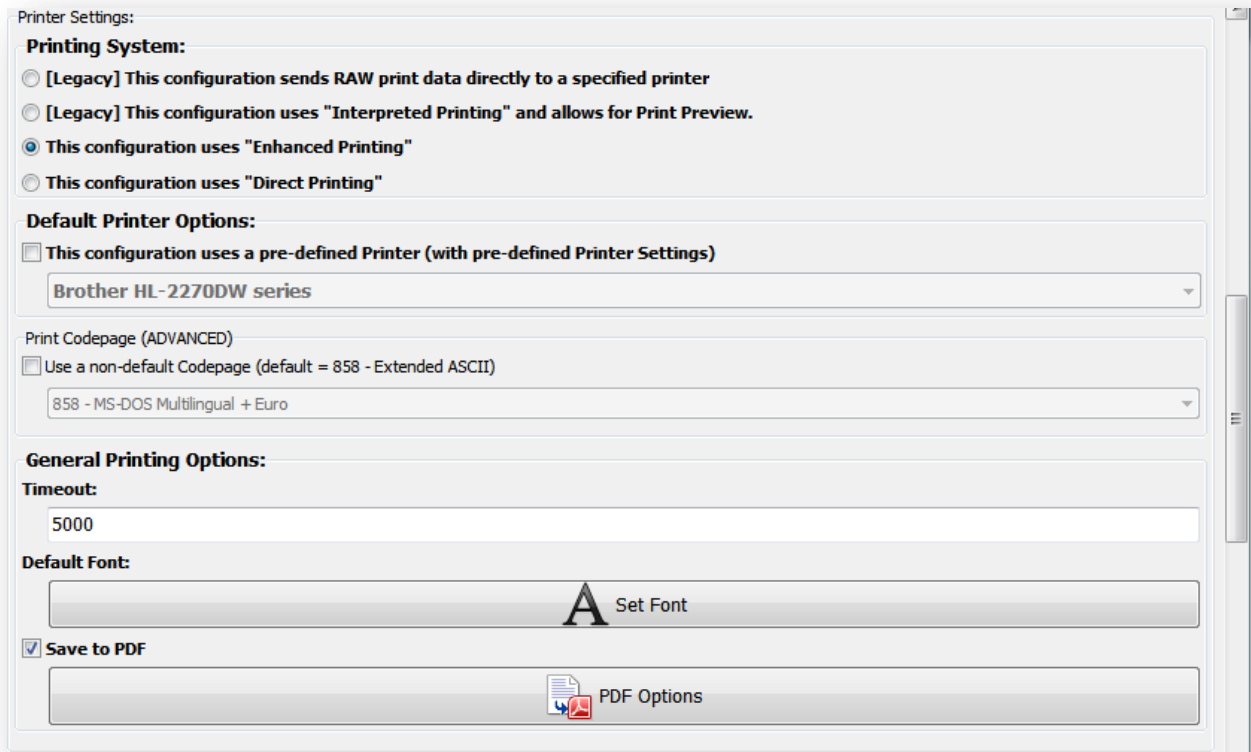 Printer Settings:
Printing System:
[Legacy] This configuration sends RAW print data directly to a specified printer
[Legacy] This configuration uses "Interpreted Printing" and allows for Print Preview.
This configuration uses "Enhanced Printing"
This configuration uses "Direct Printing"
Default Printer Options:
This configuration uses a pre-defined Printer (with pre-defined Printer Settings)
Brother HL-2270DW series
Print Codepage (ADVANCED)
Use a non-default Codepage (default = 858 - Extended ASCII)
858 - MS-DOS Multilingual + Euro
General Printing Options:
Timeout:
5000
Default Font:
A Set Font
Save to PDF
PDF Options